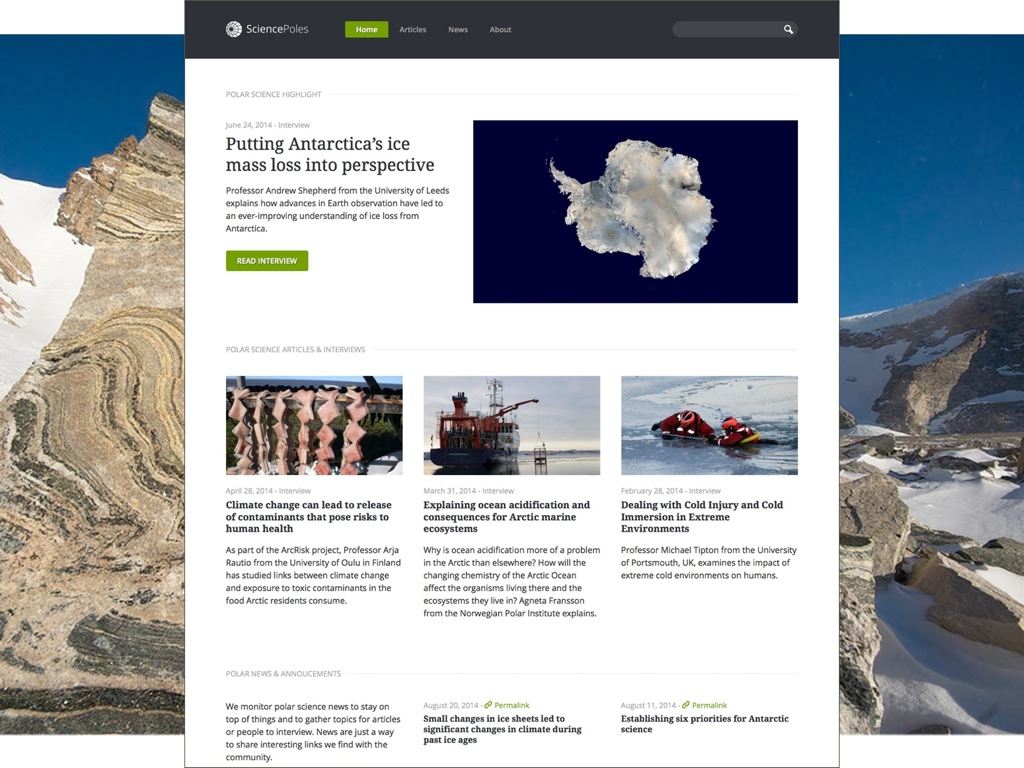 SciencePoles
Home
Articles
News
About
POLAR SCIENCE HIGHLIGHT
June 24, 2014 - Interview
Putting Antarctica’s ice
mass loss into perspective
Professor Andrew Shepherd from the University of Leeds
explains how advances in Earth observation have led to
an ever-improving understanding of ice loss from
Antarctica.
READ INTERVIEW
POLAR SCIENCE ARTICLES & INTERVIEWS
April 28, 2014 - Interview
Climate change can lead to release
of contaminants that pose risks to
human health
As part of the ArcRisk project, Professor Arja
Rautio from the University of Oulu in Finland
has studied links between climate change
and exposure to toxic contaminants in the
food Arctic residents consume.
March 31, 2014 - Interview
Explaining ocean acidification and
consequences for Arctic marine
ecosystems
Why is ocean acidification more of a problem
in the Arctic than elsewhere? How will the
changing chemistry of the Arctic Ocean
affect the organisms living there and the
ecosystems they live in? Agneta Fransson
from the Norwegian Polar Institute explains.
February 28, 2014 - Interview
Dealing with Cold Injury and Cold
Immersion in Extreme
Environments
Professor Michael Tipton from the University
of Portsmouth, UK, examines the impact of
extreme cold environments on humans.
POLAR NEWS & ANNOUCEMENTS
We monitor polar science news to stay on
top of things and to gather topics for articles
or people to interview. News are just a way
to share interesting links we find with the
community.
August 20, 2014 - Permalink
Small changes in ice sheets led to
significant changes in climate during
past ice ages
August 11, 2014 - Permalink
Establishing six priorities for Antarctic
science